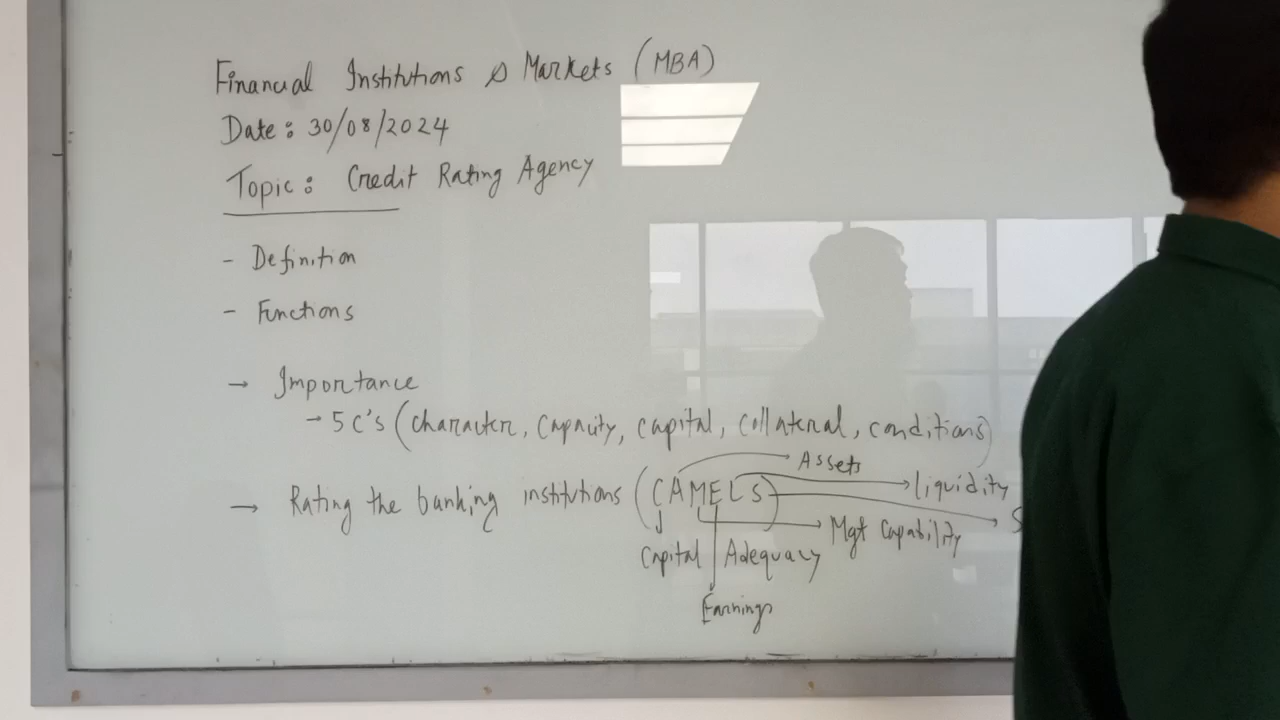 Financial Institutions & Markets (MBA)
Date: 30/08/2024
Topic: Credit Rating Agency
- Definition
- Functions
→ Importance
→ 5 C's (character, capacity, capital, collateral, conditions)
→ Rating the banking institutions (CAMELS)
Assets
liquidity
S
Mgt Capability
Capital Adequacy
Earnings